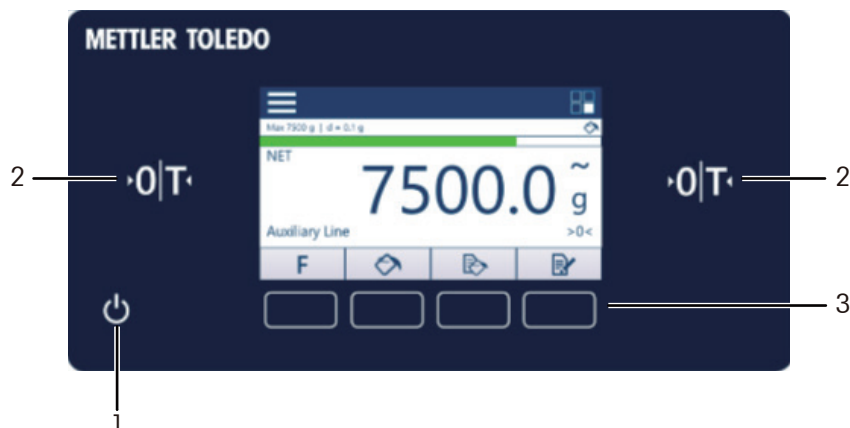 METTLER TOLEDO
Max 7500 g | d = 0.1 g
NET
7500.0 ~ g
Auxiliary Line >0<
2 →0|T← →0|T← 2
F
3
1